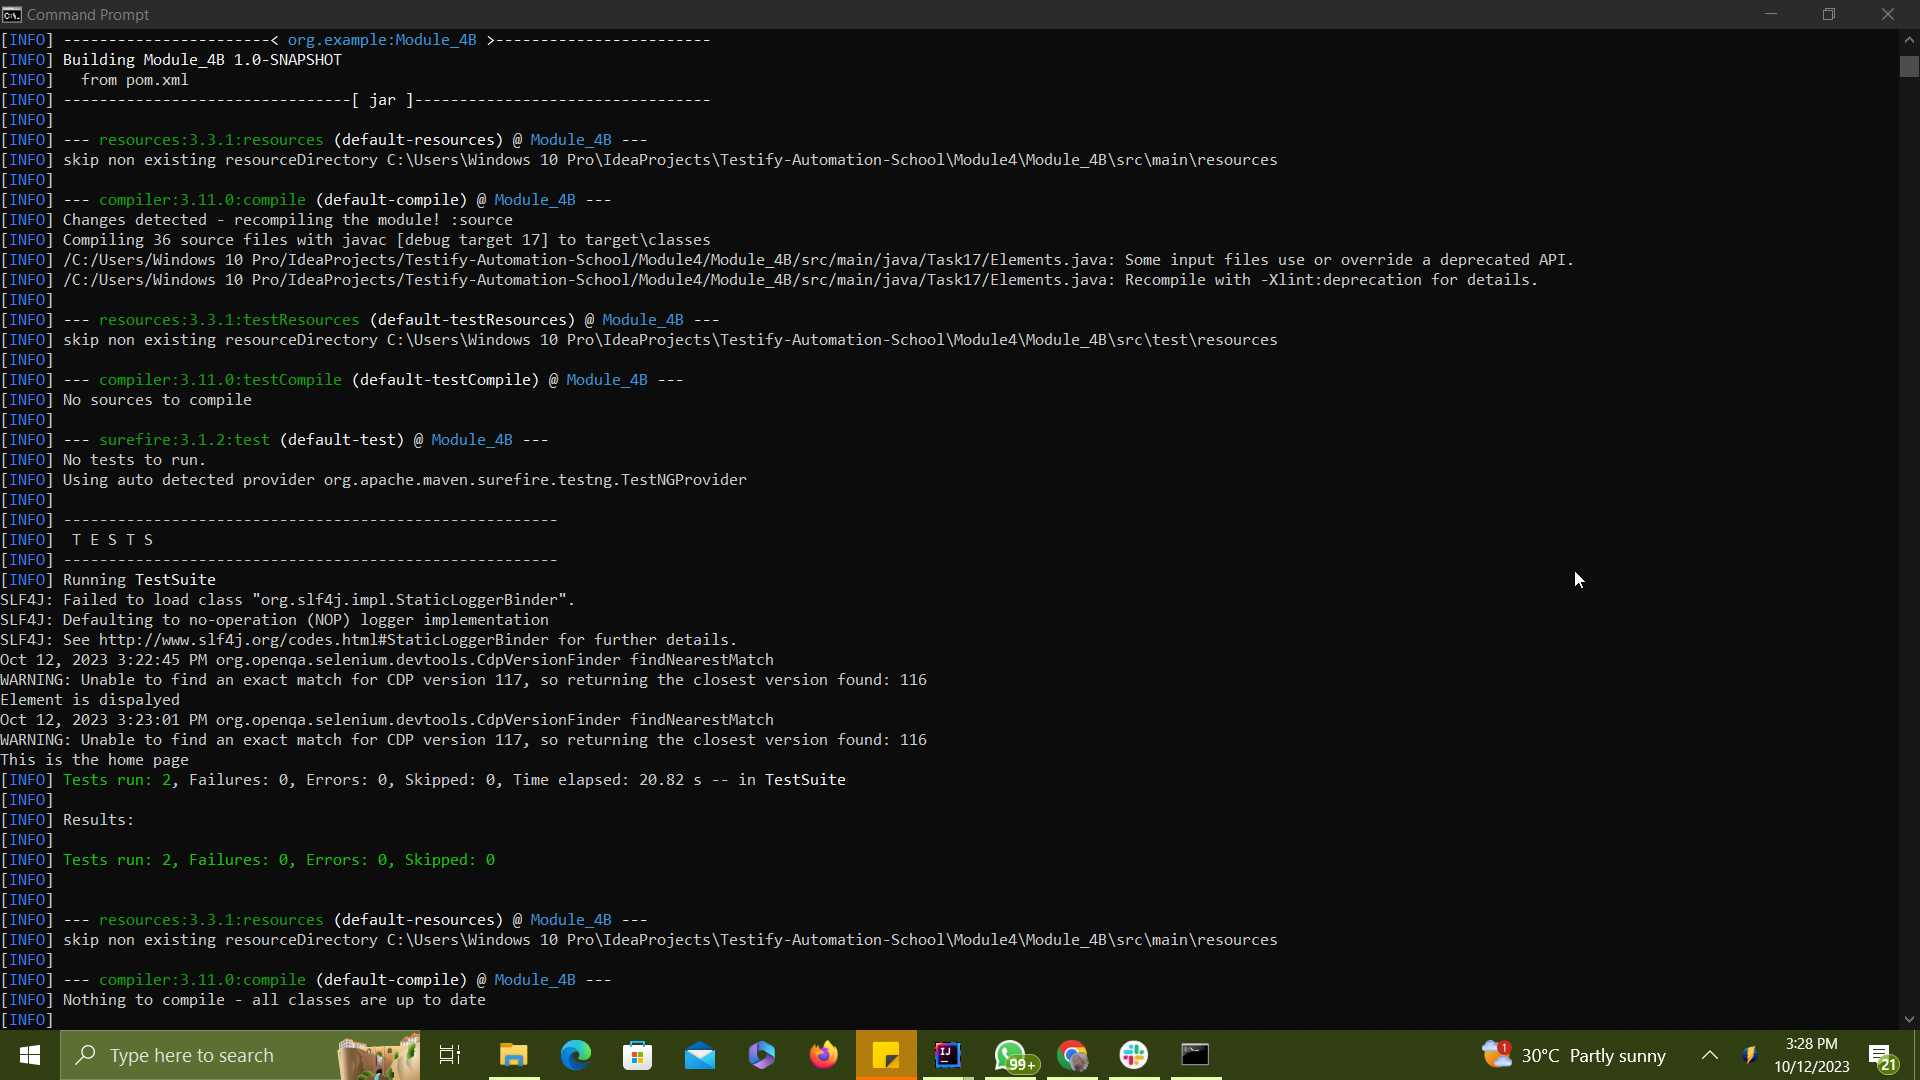 Command Prompt
[INFO] -----------------------< org.example:Module_4B >------------------------
[INFO] Building Module_4B 1.0-SNAPSHOT
[INFO]   from pom.xml
[INFO] --------------------------------[ jar ]---------------------------------
[INFO]
[INFO] --- resources:3.3.1:resources (default-resources) @ Module_4B ---
[INFO] skip non existing resourceDirectory C:\Users\Windows 10 Pro\IdeaProjects\Testify-Automation-School\Module4\Module_4B\src\main\resources
[INFO]
[INFO] --- compiler:3.11.0:compile (default-compile) @ Module_4B ---
[INFO] Changes detected - recompiling the module! :source
[INFO] Compiling 36 source files with javac [debug target 17] to target\classes
[INFO] /C:/Users/Windows 10 Pro/IdeaProjects/Testify-Automation-School/Module4/Module_4B/src/main/java/Task17/Elements.java: Some input files use or override a deprecated API.
[INFO] /C:/Users/Windows 10 Pro/IdeaProjects/Testify-Automation-School/Module4/Module_4B/src/main/java/Task17/Elements.java: Recompile with -Xlint:deprecation for details.
[INFO]
[INFO] --- resources:3.3.1:testResources (default-testResources) @ Module_4B ---
[INFO] skip non existing resourceDirectory C:\Users\Windows 10 Pro\IdeaProjects\Testify-Automation-School\Module4\Module_4B\src\test\resources
[INFO]
[INFO] --- compiler:3.11.0:testCompile (default-testCompile) @ Module_4B ---
[INFO] No sources to compile
[INFO]
[INFO] --- surefire:3.1.2:test (default-test) @ Module_4B ---
[INFO] No tests to run.
[INFO] Using auto detected provider org.apache.maven.surefire.testng.TestNGProvider
[INFO]
[INFO] -------------------------------------------------------
[INFO]  T E S T S
[INFO] -------------------------------------------------------
[INFO] Running TestSuite
SLF4J: Failed to load class "org.slf4j.impl.StaticLoggerBinder".
SLF4J: Defaulting to no-operation (NOP) logger implementation
SLF4J: See http://www.slf4j.org/codes.html#StaticLoggerBinder for further details.
Oct 12, 2023 3:22:45 PM org.openqa.selenium.devtools.CdpVersionFinder findNearestMatch
WARNING: Unable to find an exact match for CDP version 117, so returning the closest version found: 116
Element is dispalyed
Oct 12, 2023 3:23:01 PM org.openqa.selenium.devtools.CdpVersionFinder findNearestMatch
WARNING: Unable to find an exact match for CDP version 117, so returning the closest version found: 116
This is the home page
[INFO] Tests run: 2, Failures: 0, Errors: 0, Skipped: 0, Time elapsed: 20.82 s -- in TestSuite
[INFO]
[INFO] Results:
[INFO]
[INFO] Tests run: 2, Failures: 0, Errors: 0, Skipped: 0
[INFO]
[INFO]
[INFO] --- resources:3.3.1:resources (default-resources) @ Module_4B ---
[INFO] skip non existing resourceDirectory C:\Users\Windows 10 Pro\IdeaProjects\Testify-Automation-School\Module4\Module_4B\src\main\resources
[INFO]
[INFO] --- compiler:3.11.0:compile (default-compile) @ Module_4B ---
[INFO] Nothing to compile - all classes are up to date
[INFO]
Type here to search
99+
1
30°C Partly sunny
3:28 PM
10/12/2023
21